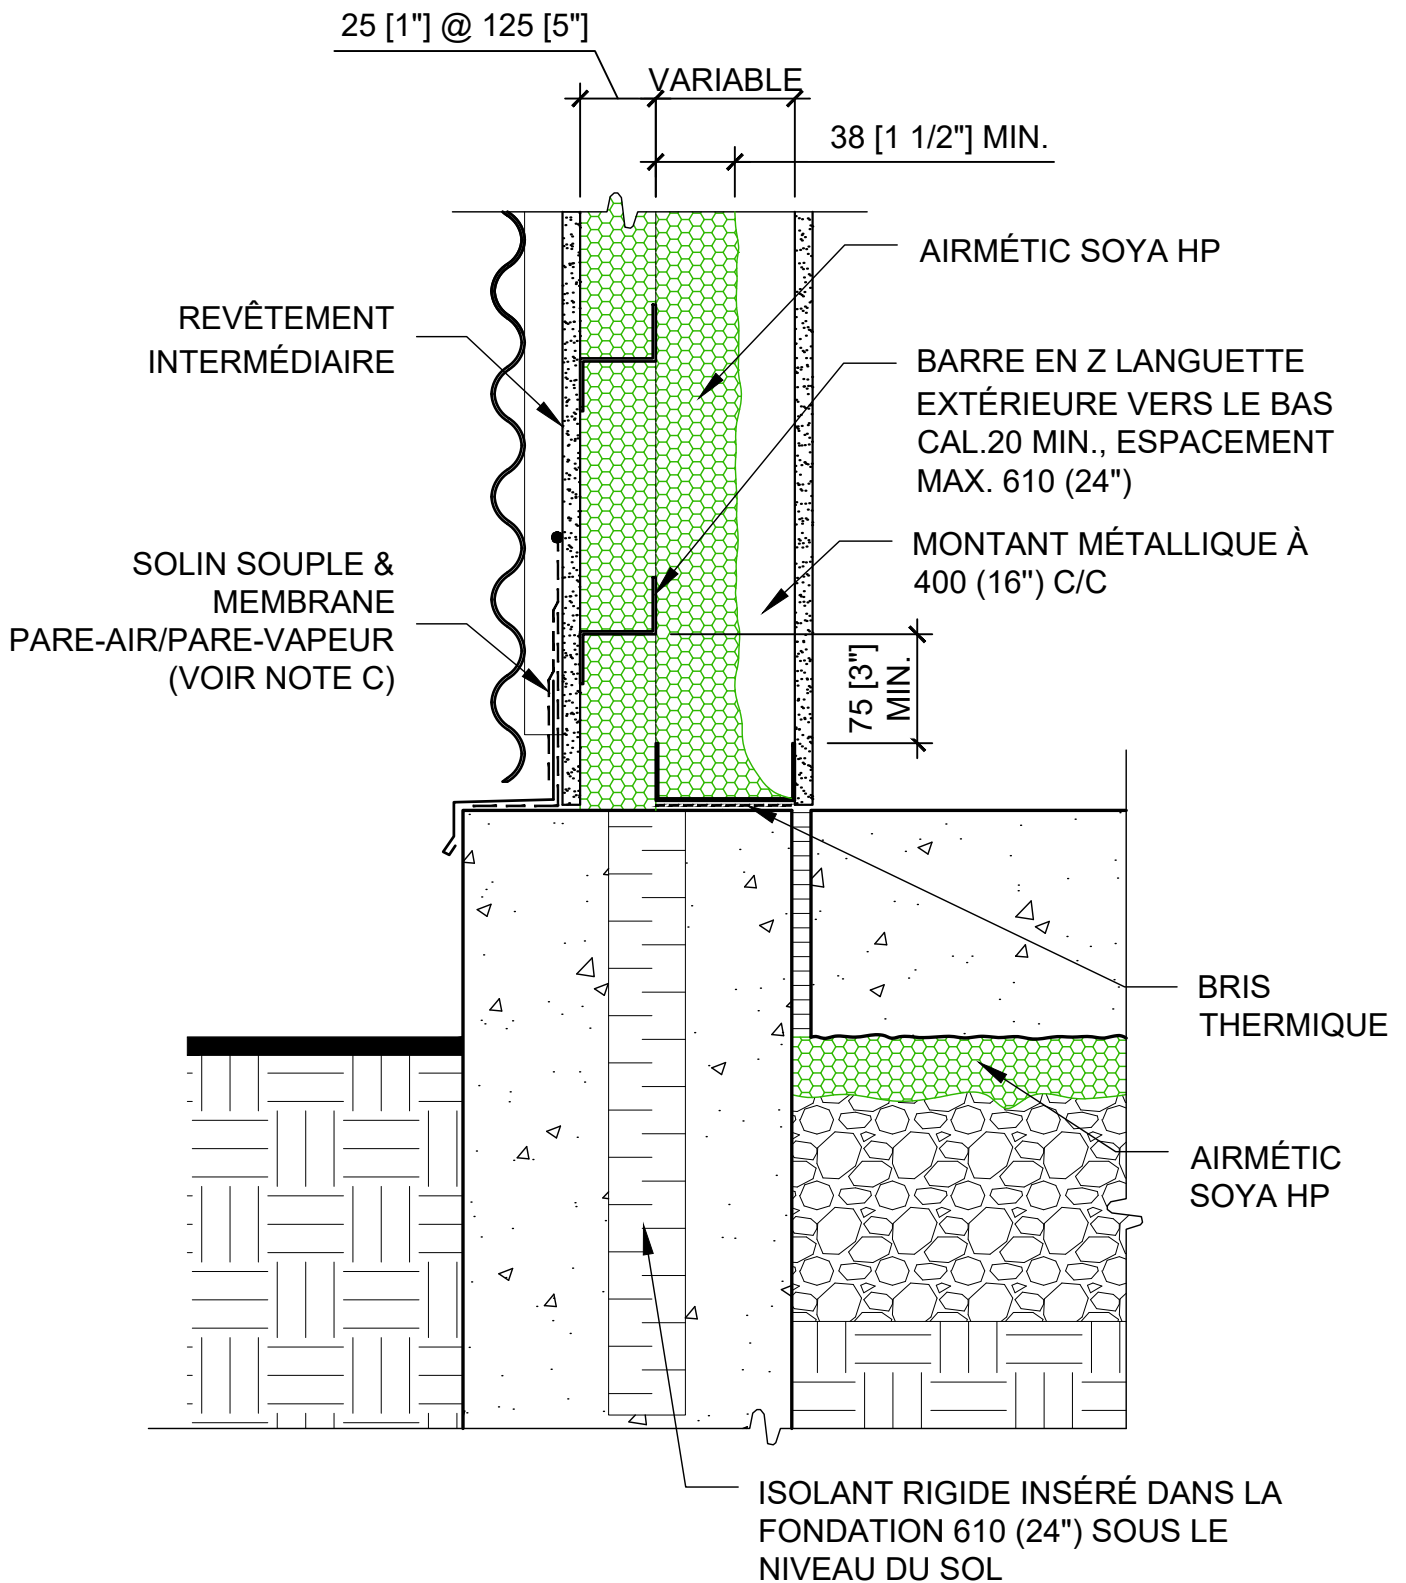 25 [1"] @ 125 [5"]
VARIABLE
38 [1 1/2"] MIN.
AIRMÉTIC SOYA HP
REVÊTEMENT
INTERMÉDIAIRE
BARRE EN Z LANGUETTE
EXTÉRIEURE VERS LE BAS
CAL.20 MIN., ESPACEMENT
MAX. 610 (24")
SOLIN SOUPLE &
MEMBRANE
PARE-AIR/PARE-VAPEUR
(VOIR NOTE C)
MONTANT MÉTALLIQUE À
400 (16") C/C
75 [3"]
MIN.
BRIS
THERMIQUE
AIRMÉTIC
SOYA HP
ISOLANT RIGIDE INSÉRÉ DANS LA
FONDATION 610 (24") SOUS LE
NIVEAU DU SOL